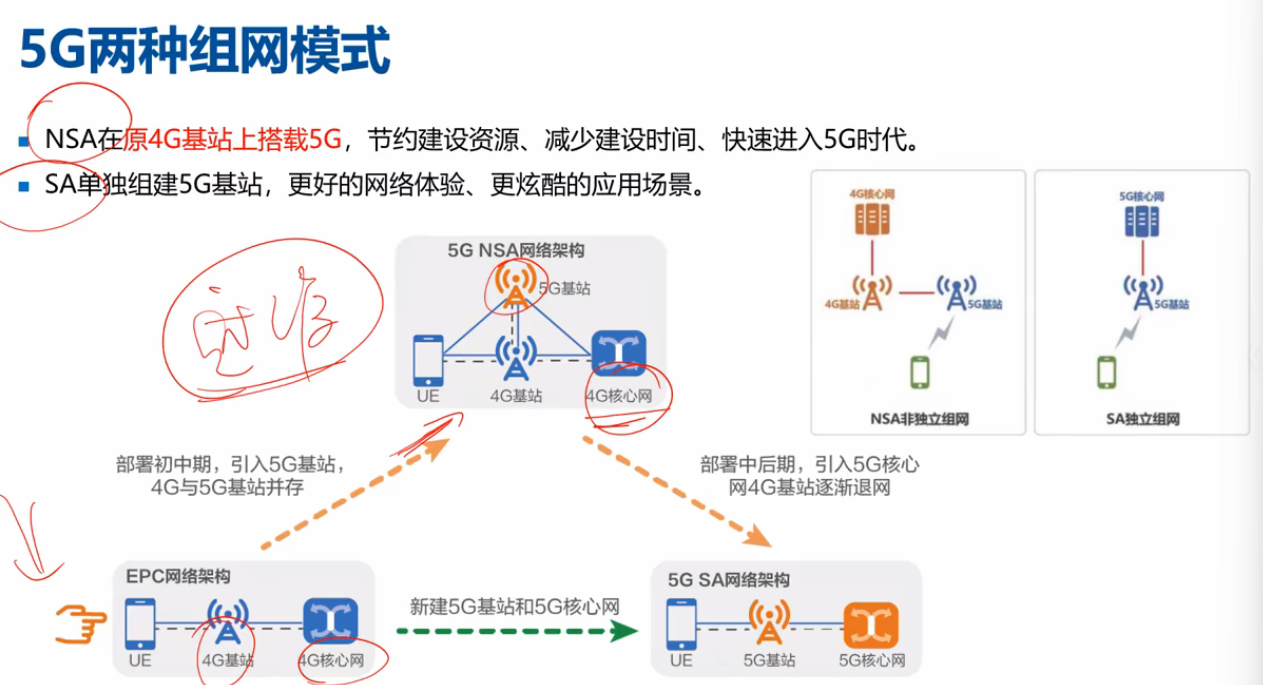 5G两种组网模式
NSA在原4G基站上搭载5G，节约建设资源、减少建设时间、快速进入5G时代。
SA单独组建5G基站，更好的网络体验、更炫酷的应用场景。
5G NSA网络架构
5G基站
UE
4G基站
4G核心网
4G核心网
4G基站
5G基站
NSA非独立组网
5G核心网
5G基站
SA独立组网
部署初中期，引入5G基站，
4G与5G基站并存
部署中后期，引入5G核心
网4G基站逐渐退网
EPC网络架构
UE
4G基站
4G核心网
新建5G基站和5G核心网
5G SA网络架构
UE
5G基站
5G核心网